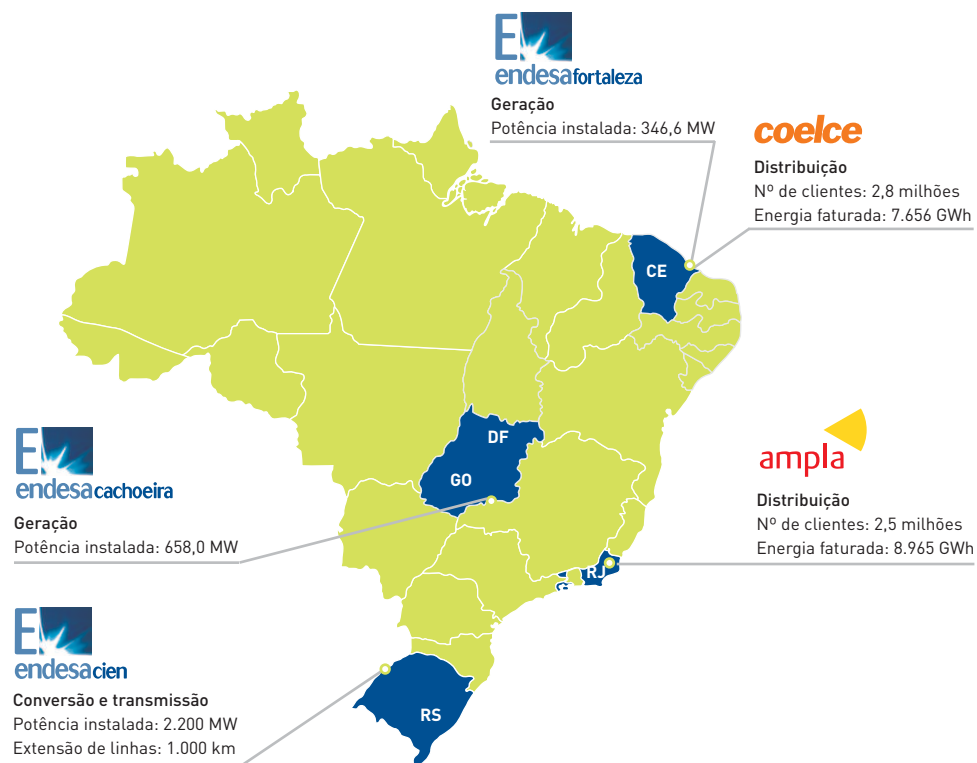 E
endesafortaleza
Geração
Potência instalada: 346,6 MW
coelce
Distribuição
Nº de clientes: 2,8 milhões
Energia faturada: 7.656 GWh
CE
DF
GO
E
endesacachoeira
Geração
Potência instalada: 658,0 MW
ampla
Distribuição
Nº de clientes: 2,5 milhões
Energia faturada: 8.965 GWh
RJ
E
endesacien
Conversão e transmissão
Potência instalada: 2.200 MW
Extensão de linhas: 1.000 km
RS